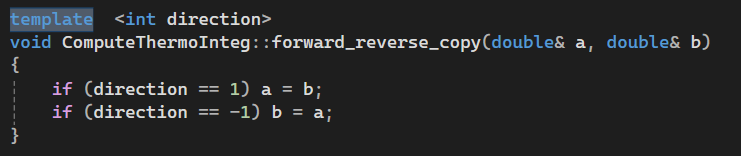 template  <int direction>
void ComputeThermoInteg::forward_reverse_copy(double& a, double& b)
{
    if (direction == 1) a = b;
    if (direction == -1) b = a;
}